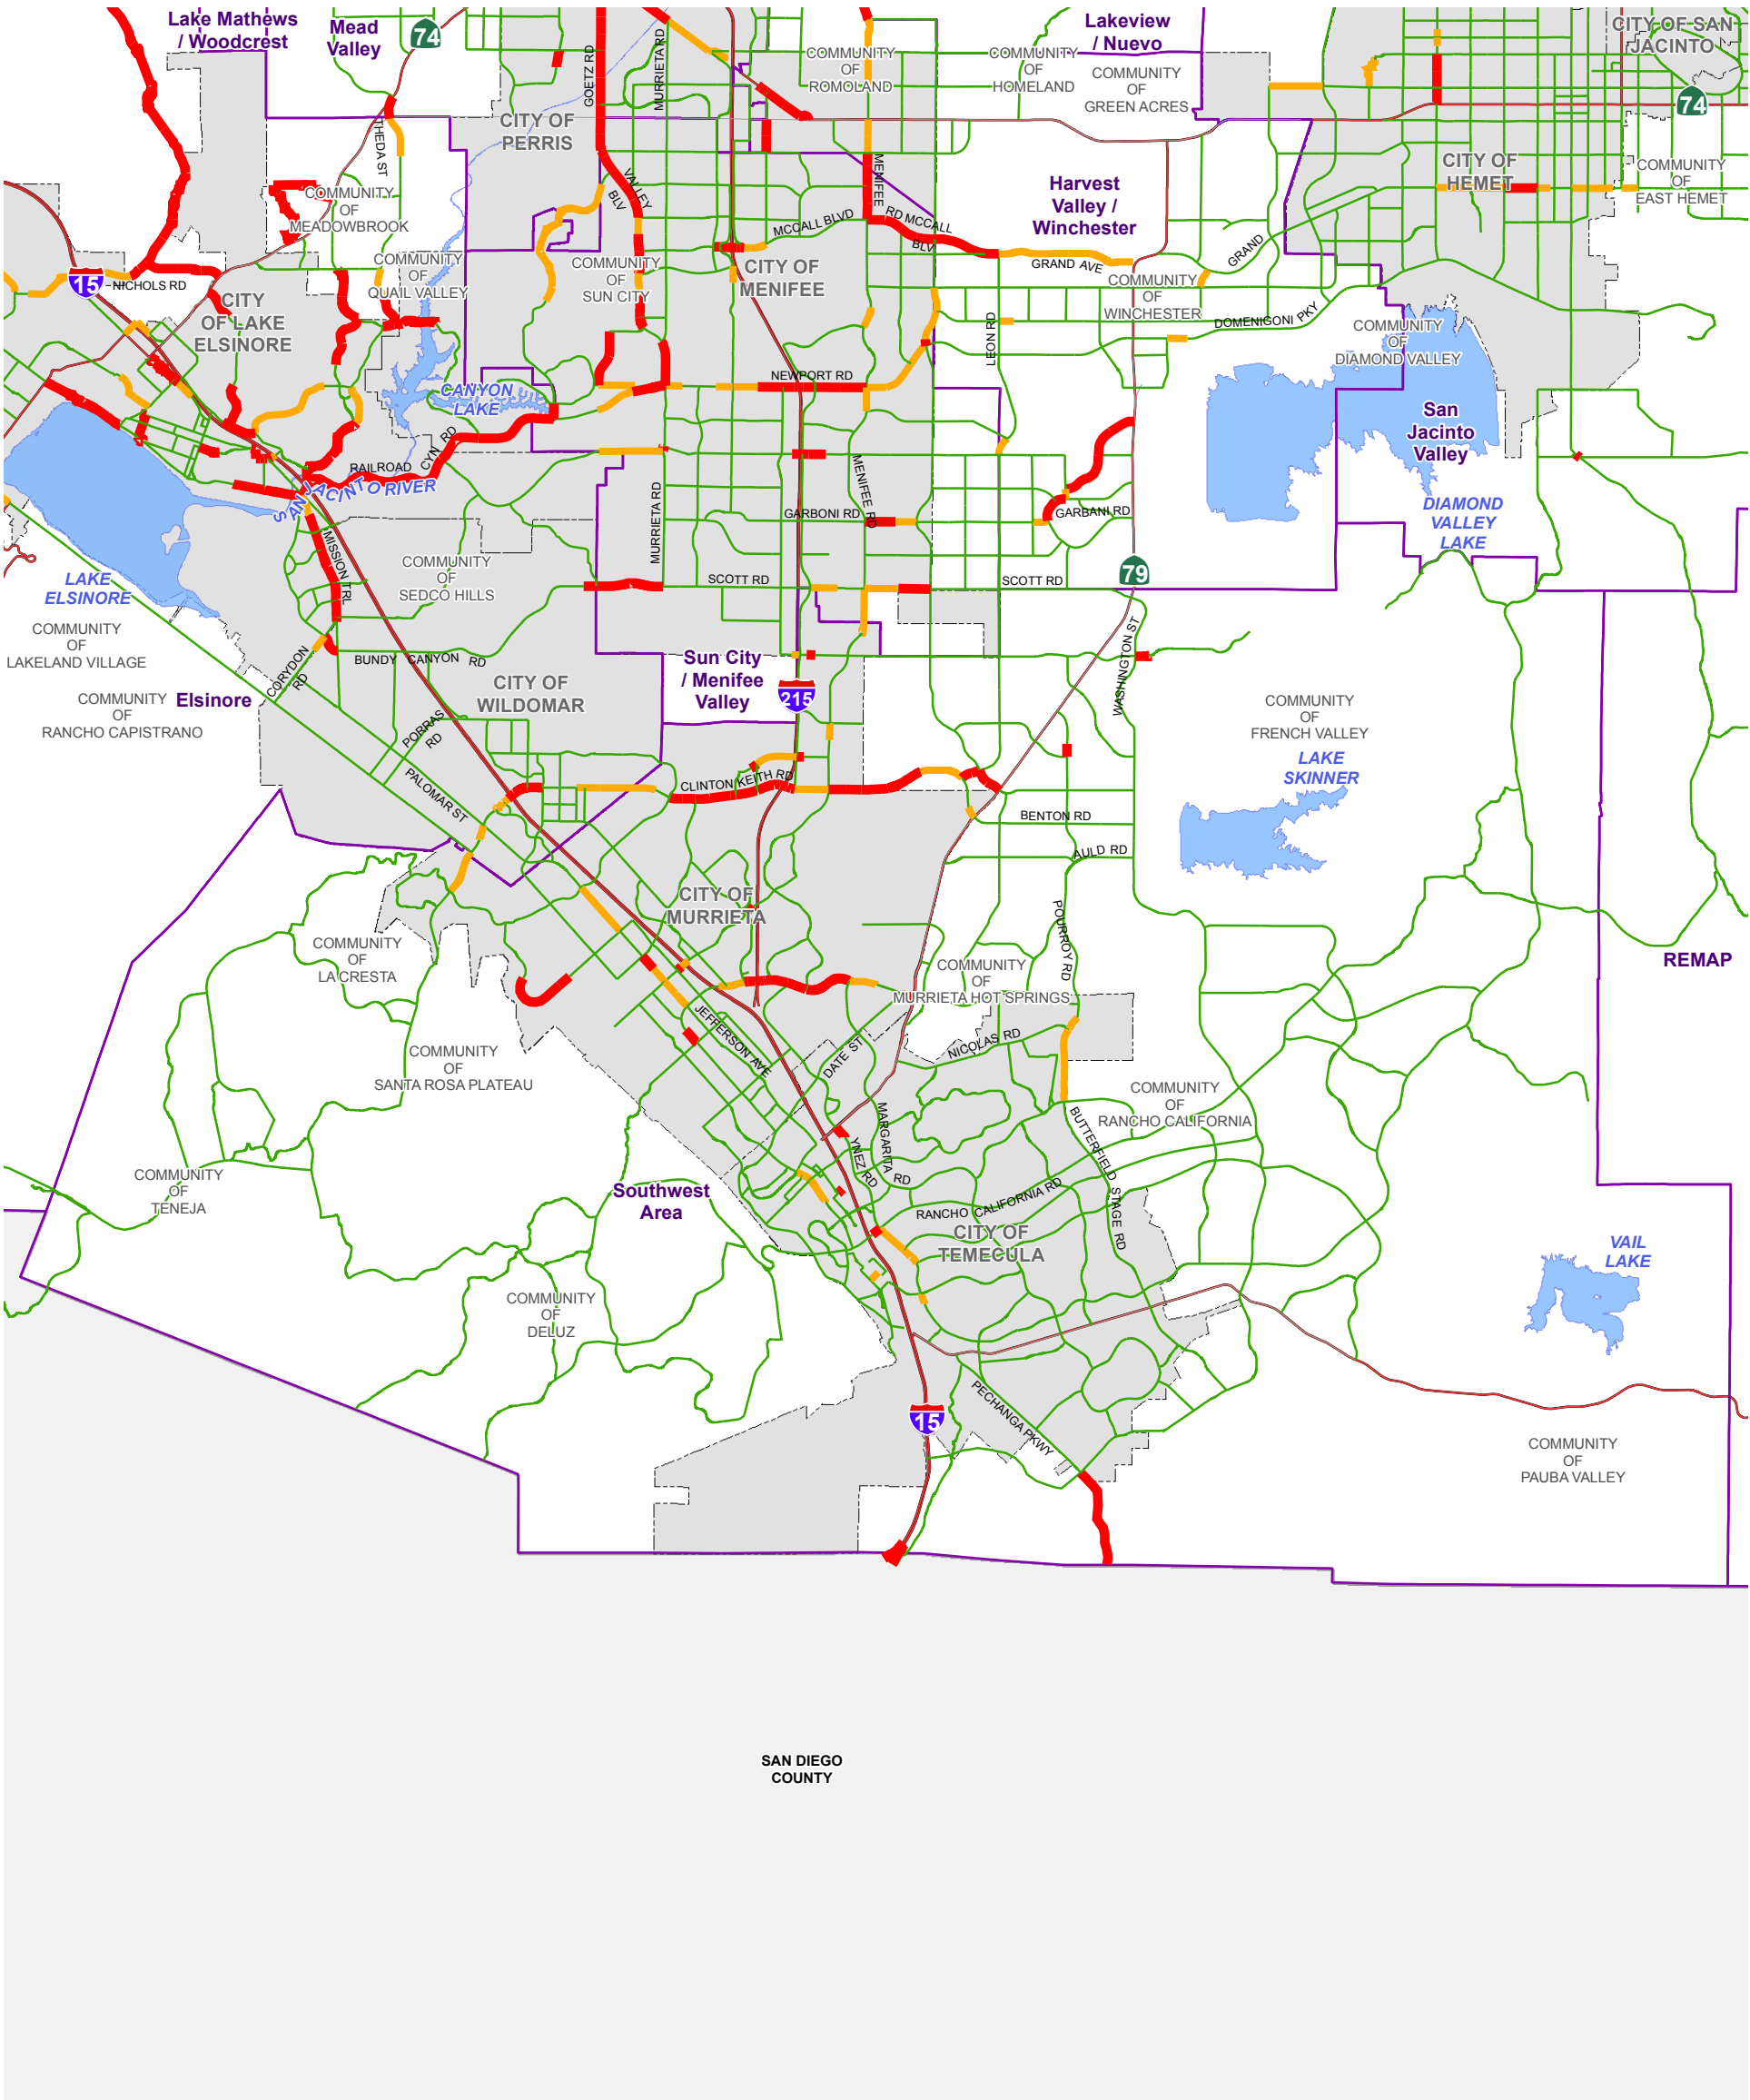 Lake Mathews
/ Woodcrest
Mead
Valley
74
GOETZ RD
MURRIETA RD
COMMUNITY
OF
ROMOLAND
COMMUNITY
OF
HOMELAND
Lakeview
/ Nuevo
COMMUNITY
OF
GREEN ACRES
CITY OF SAN
JACINTO
74
THEDA ST
CITY OF
PERRIS
VALLEY
BLV
MENIFEE
RD
MCCALL
BLV
MCCALL BLVD
Harvest
Valley /
Winchester
CITY OF
HEMET
COMMUNITY
OF
EAST HEMET
COMMUNITY
OF
MEADOWBROOK
COMMUNITY
OF
QUAIL VALLEY
COMMUNITY
OF
SUN CITY
CITY OF
MENIFEE
GRAND AVE
GRAND
COMMUNITY
OF
WINCHESTER
15
NICHOLS RD
CITY
OF LAKE
ELSINORE
LEON RD
DOMENIGONI PKY
COMMUNITY
OF
DIAMOND VALLEY
CANYON
LAKE
NEWPORT RD
San
Jacinto
Valley
RAILROAD
CYN RD
SAN JACINTO RIVER
MURRIETA RD
MENIFEE RD
GARBONI RD
GARBANI RD
DIAMOND
VALLEY
LAKE
MISSION TRL
COMMUNITY
OF
SEDCO HILLS
SCOTT RD
SCOTT RD
79
LAKE
ELSINORE
COMMUNITY
OF
LAKELAND VILLAGE
CORYDON
RD
BUNDY CANYON RD
WASHINGTON ST
COMMUNITY
OF
RANCHO CAPISTRANO
Elsinore
CITY OF
WILDOMAR
Sun City
/ Menifee
Valley
215
COMMUNITY
OF
FRENCH VALLEY
PORRAS
RD
LAKE
SKINNER
PALOMAR ST
CLINTON KEITH RD
BENTON RD
AULD RD
CITY OF
MURRIETA
POURROY RD
COMMUNITY
OF
LA CRESTA
COMMUNITY
OF
MURRIETA HOT SPRINGS
REMAP
JEFFERSON AVE
DATE ST
NICOLAS RD
COMMUNITY
OF
SANTA ROSA PLATEAU
COMMUNITY
OF
RANCHO CALIFORNIA
MARGARITA
RD
YNEZ RD
BUTTERFIELD STAGE RD
COMMUNITY
OF
TENEJA
Southwest
Area
RANCHO CALIFORNIA RD
CITY OF
TEMECULA
VAIL
LAKE
COMMUNITY
OF
DELUZ
15
PECHANGA PKWY
COMMUNITY
OF
PAUBA VALLEY
SAN DIEGO
COUNTY